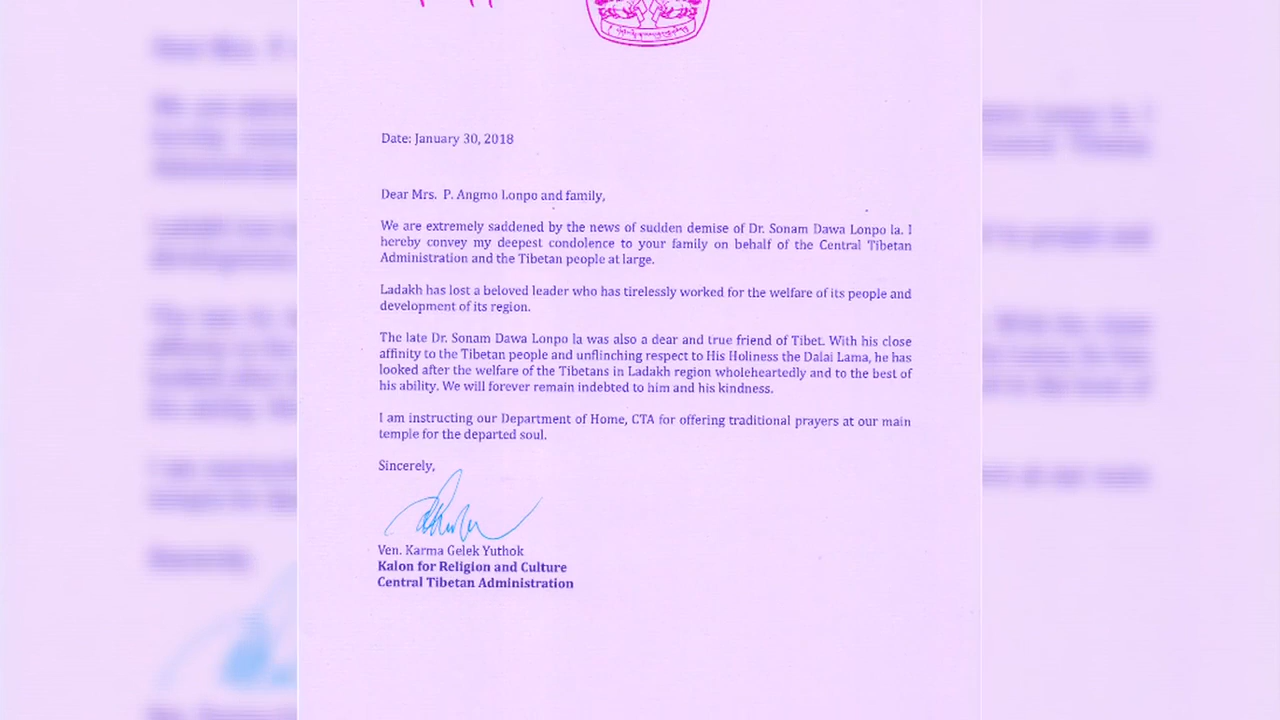 Date: January 30, 2018
Dear Mrs. P. Angmo Lonpo and family,
We are extremely saddened by the news of sudden demise of Dr. Sonam Dawa Lonpo la. I
hereby convey my deepest condolence to your family on behalf of the Central Tibetan
Administration and the Tibetan people at large.
Ladakh has lost a beloved leader who has tirelessly worked for the welfare of its people and
development of its region.
The late Dr. Sonam Dawa Lonpo la was also a dear and true friend of Tibet. With his close
affinity to the Tibetan people and unflinching respect to His Holiness the Dalai Lama, he has
looked after the welfare of the Tibetans in Ladakh region wholeheartedly and to the best of
his ability. We will forever remain indebted to him and his kindness.
I am instructing our Department of Home, CTA for offering traditional prayers at our main
temple for the departed soul.
Sincerely,
Ven. Karma Gelek Yuthok
Kalon for Religion and Culture
Central Tibetan Administration